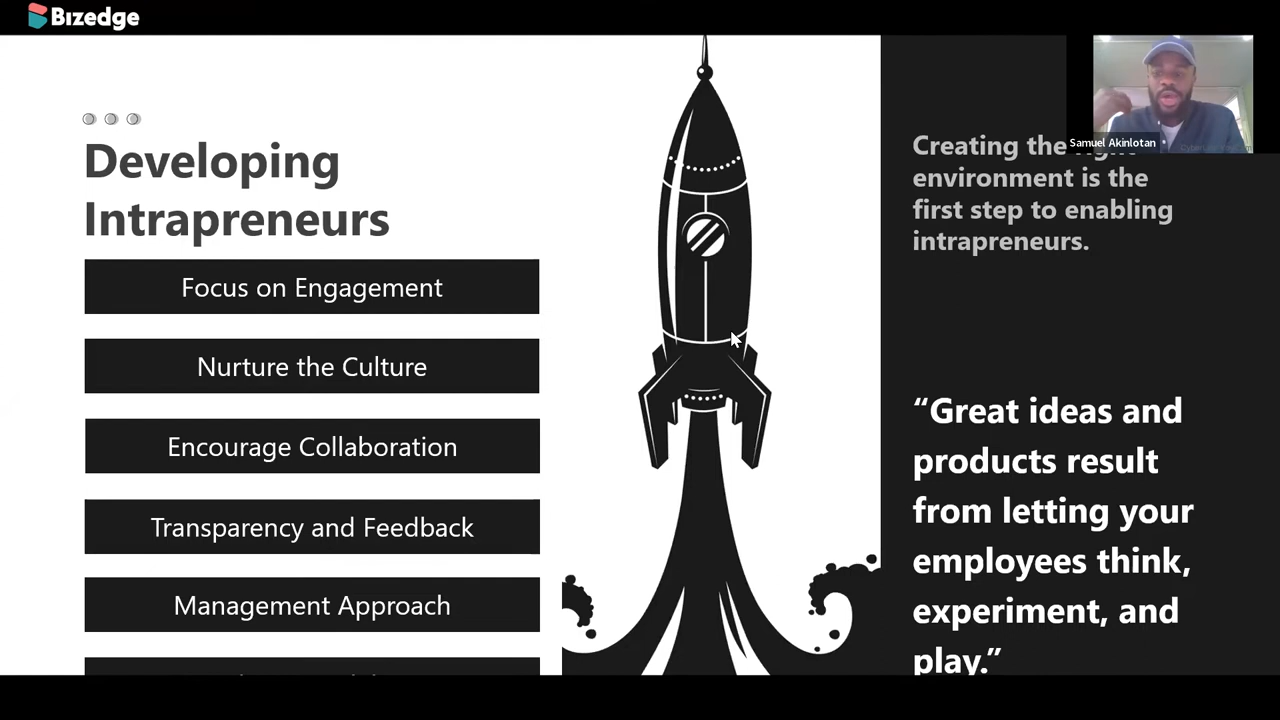 Bizedge
Developing
Intrapreneurs
Focus on Engagement
Nurture the Culture
Encourage Collaboration
Transparency and Feedback
Management Approach
Samuel Akinlotan
Creating the
environment is the
first step to enabling
intrapreneurs.
“Great ideas and
products result
from letting your
employees think,
experiment, and
play.”